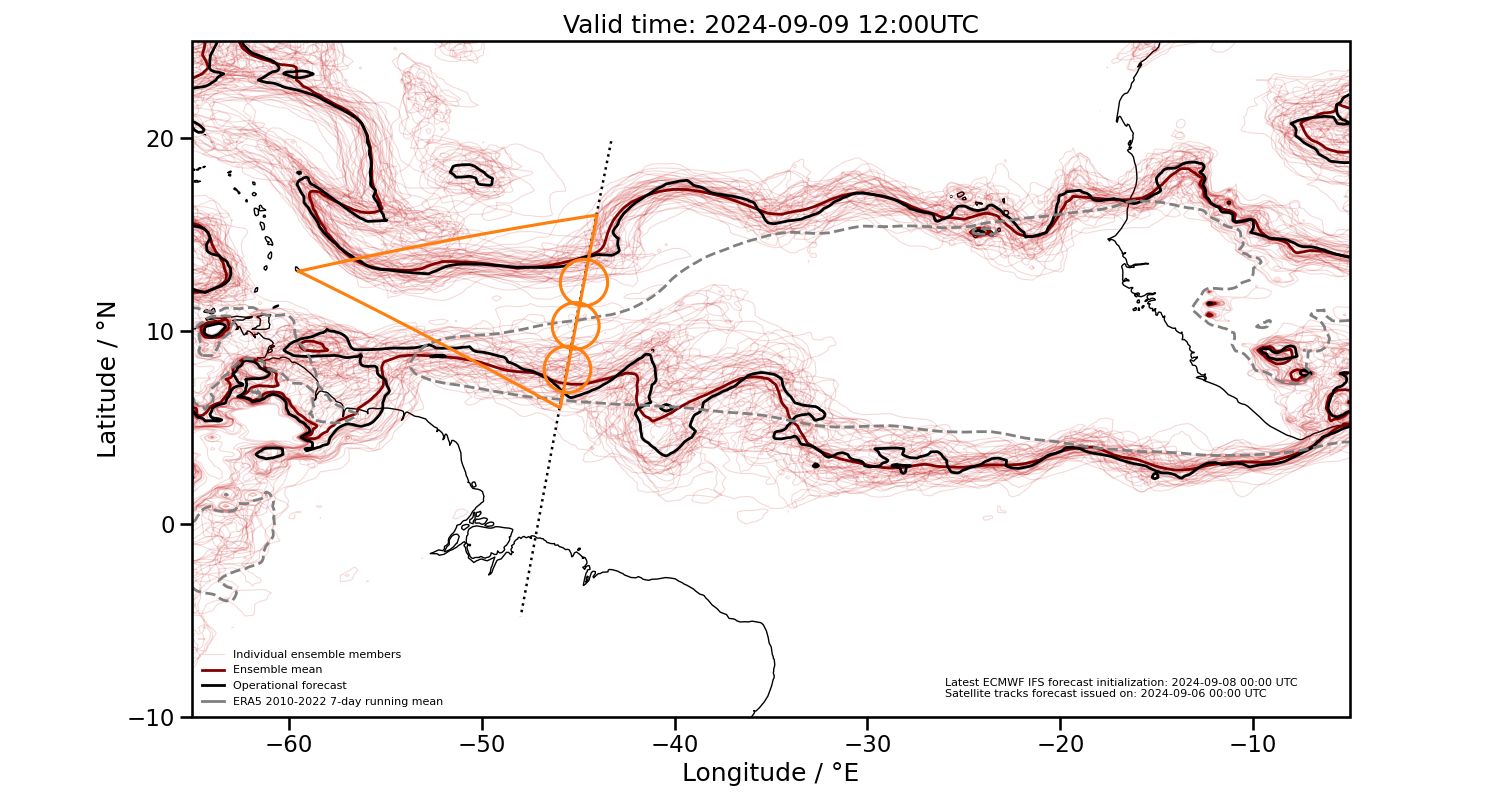 Valid time: 2024-09-09 12:00UTC
20
10
0
−10
Latitude / °N
Individual ensemble members
Ensemble mean
Operational forecast
ERA5 2010-2022 7-day running mean
Latest ECMWF IFS forecast initialization: 2024-09-08 00:00 UTC
Satellite tracks forecast issued on: 2024-09-06 00:00 UTC
−60 −50 −40 −30 −20 −10
Longitude / °E